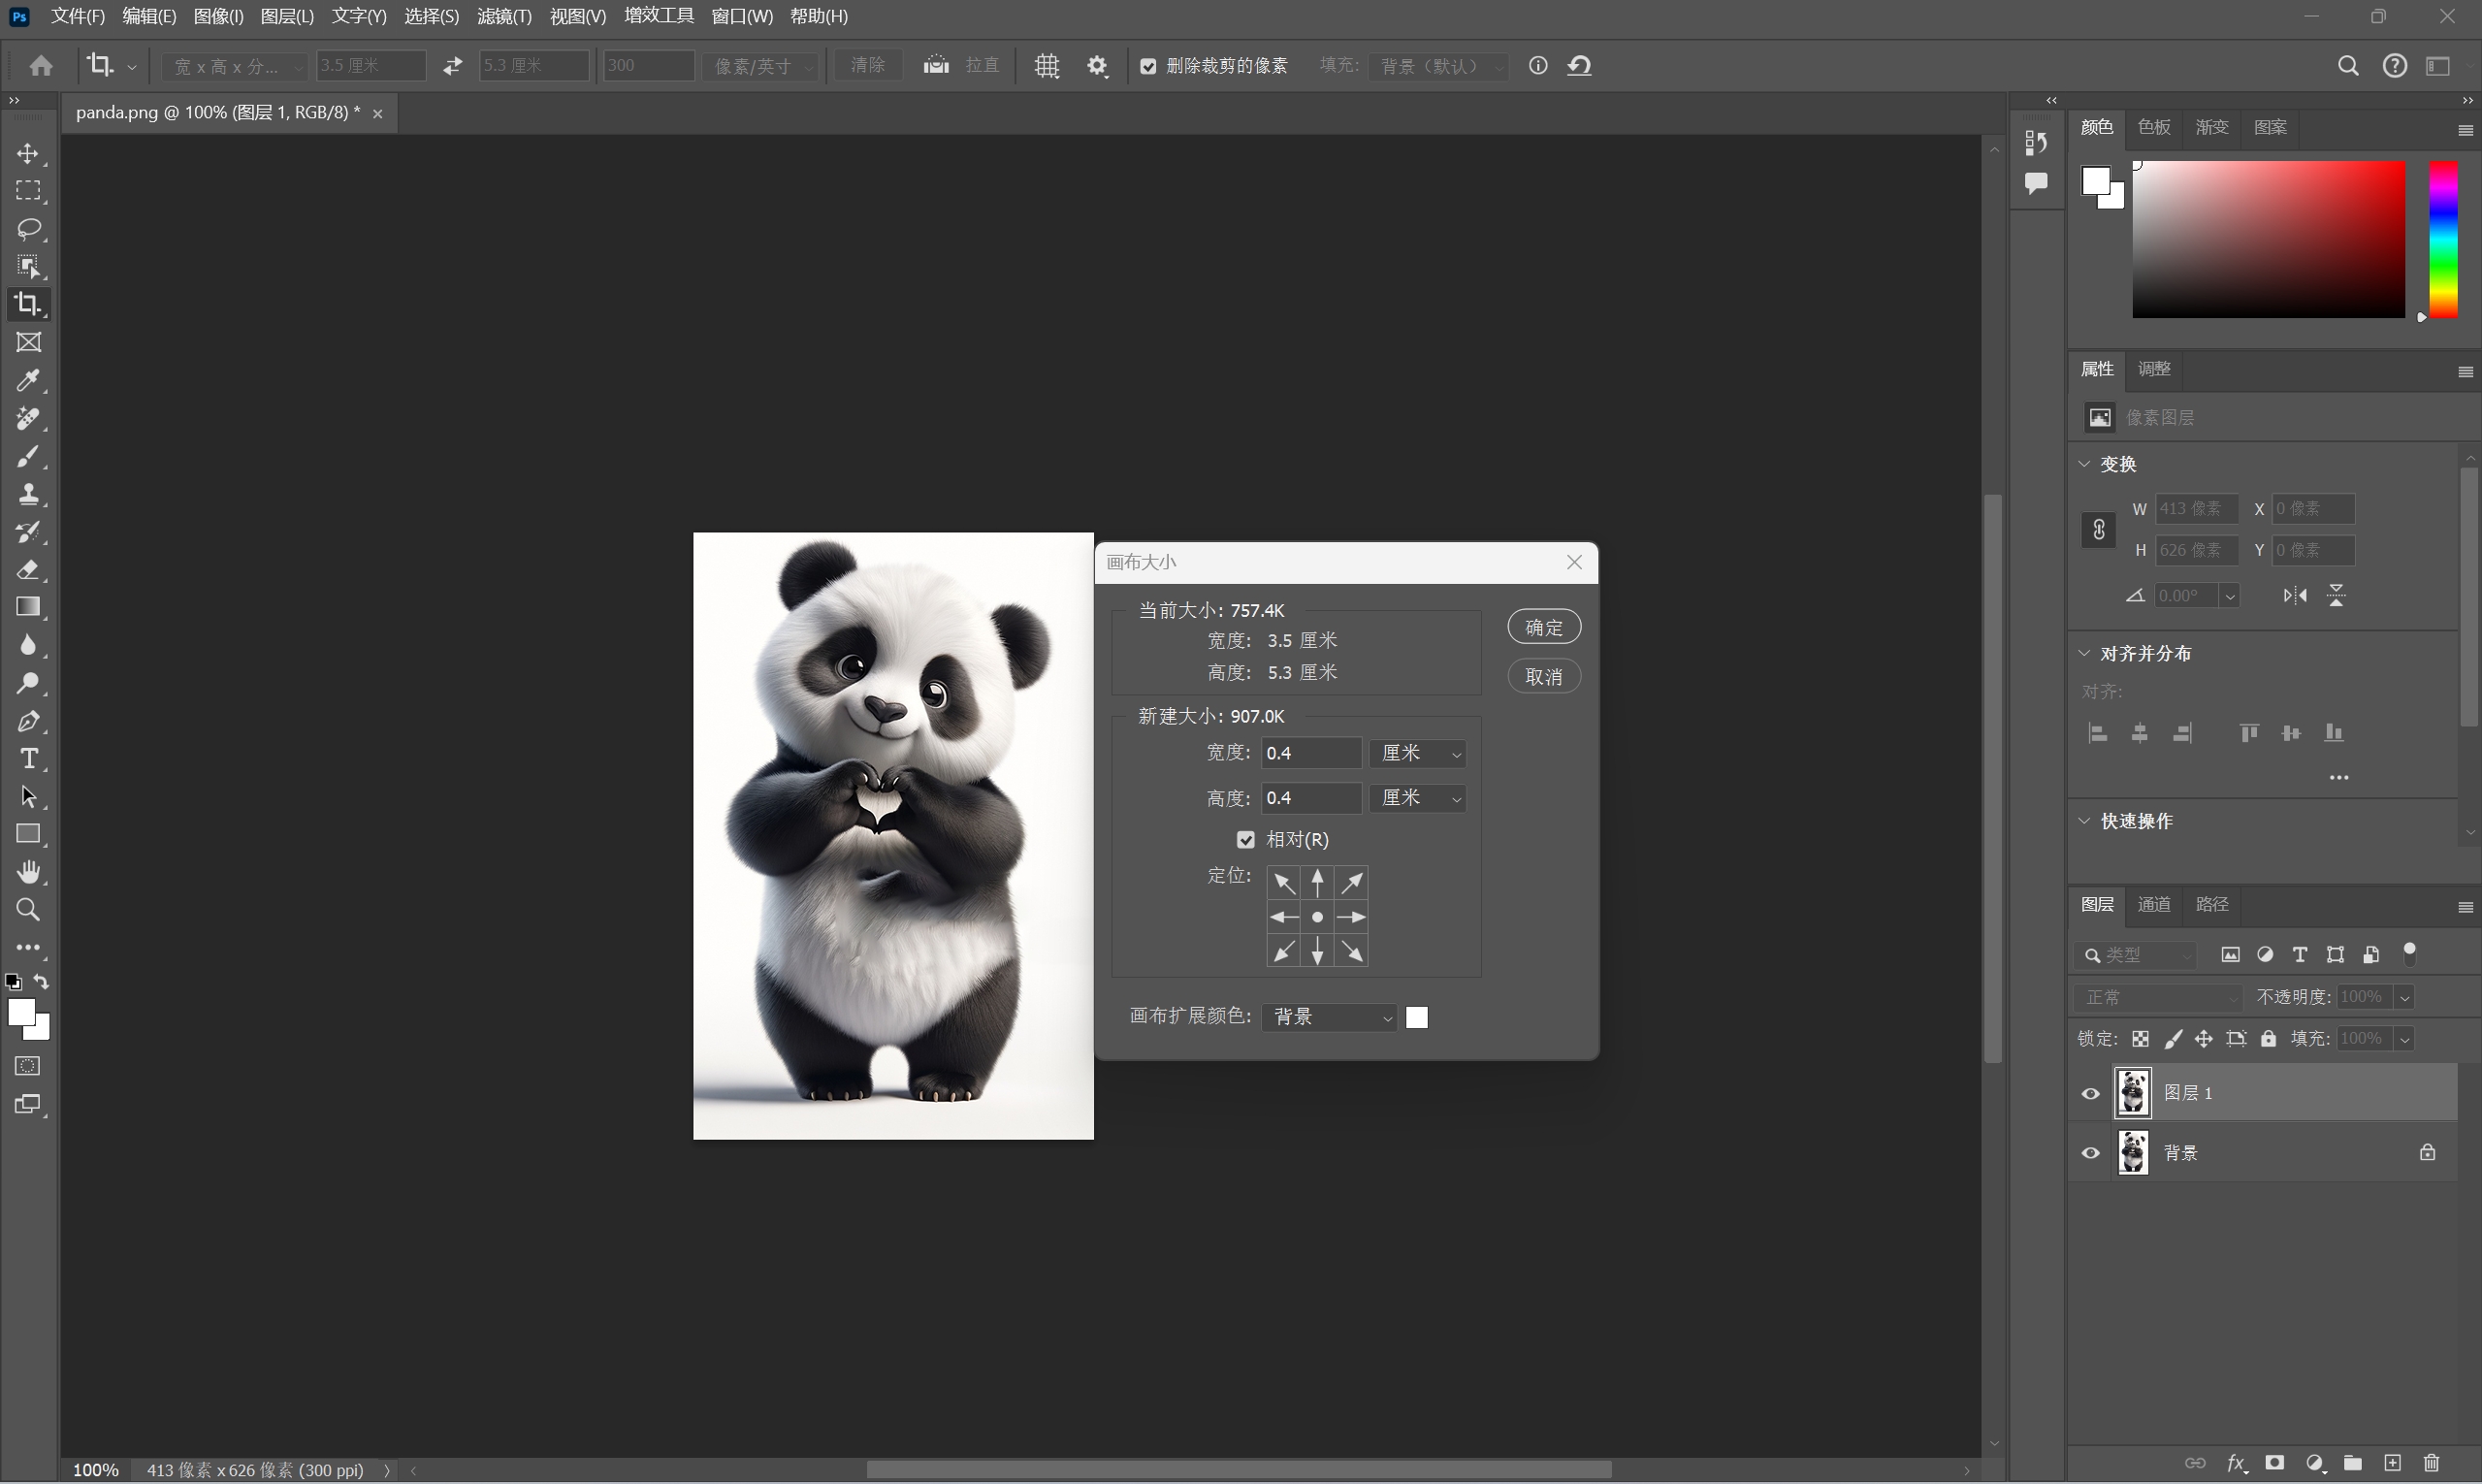 Ps 文件(F) 编辑(E) 图像(I) 图层(L) 文字(Y) 选择(S) 滤镜(T) 视图(V) 增效工具 窗口(W) 帮助(H)
宽 x 高 x 分... 3.5 厘米 5.3 厘米 300 像素/英寸 清除 拉直 删除裁剪的像素 填充: 背景（默认）
panda.png @ 100% (图层 1, RGB/8) *
颜色 色板 渐变 图案
属性 调整
像素图层
变换
W 413 像素 X 0 像素
H 626 像素 Y 0 像素
0.00°
对齐并分布
对齐:
快速操作
画布大小
当前大小: 757.4K
宽度: 3.5 厘米
高度: 5.3 厘米
确定
取消
新建大小: 907.0K
宽度: 0.4 厘米
高度: 0.4 厘米
相对(R)
定位:
画布扩展颜色: 背景
图层 通道 路径
类型
正常 不透明度: 100%
锁定: 填充: 100%
图层 1
背景
fx
100% 413 像素 x 626 像素 (300 ppi)